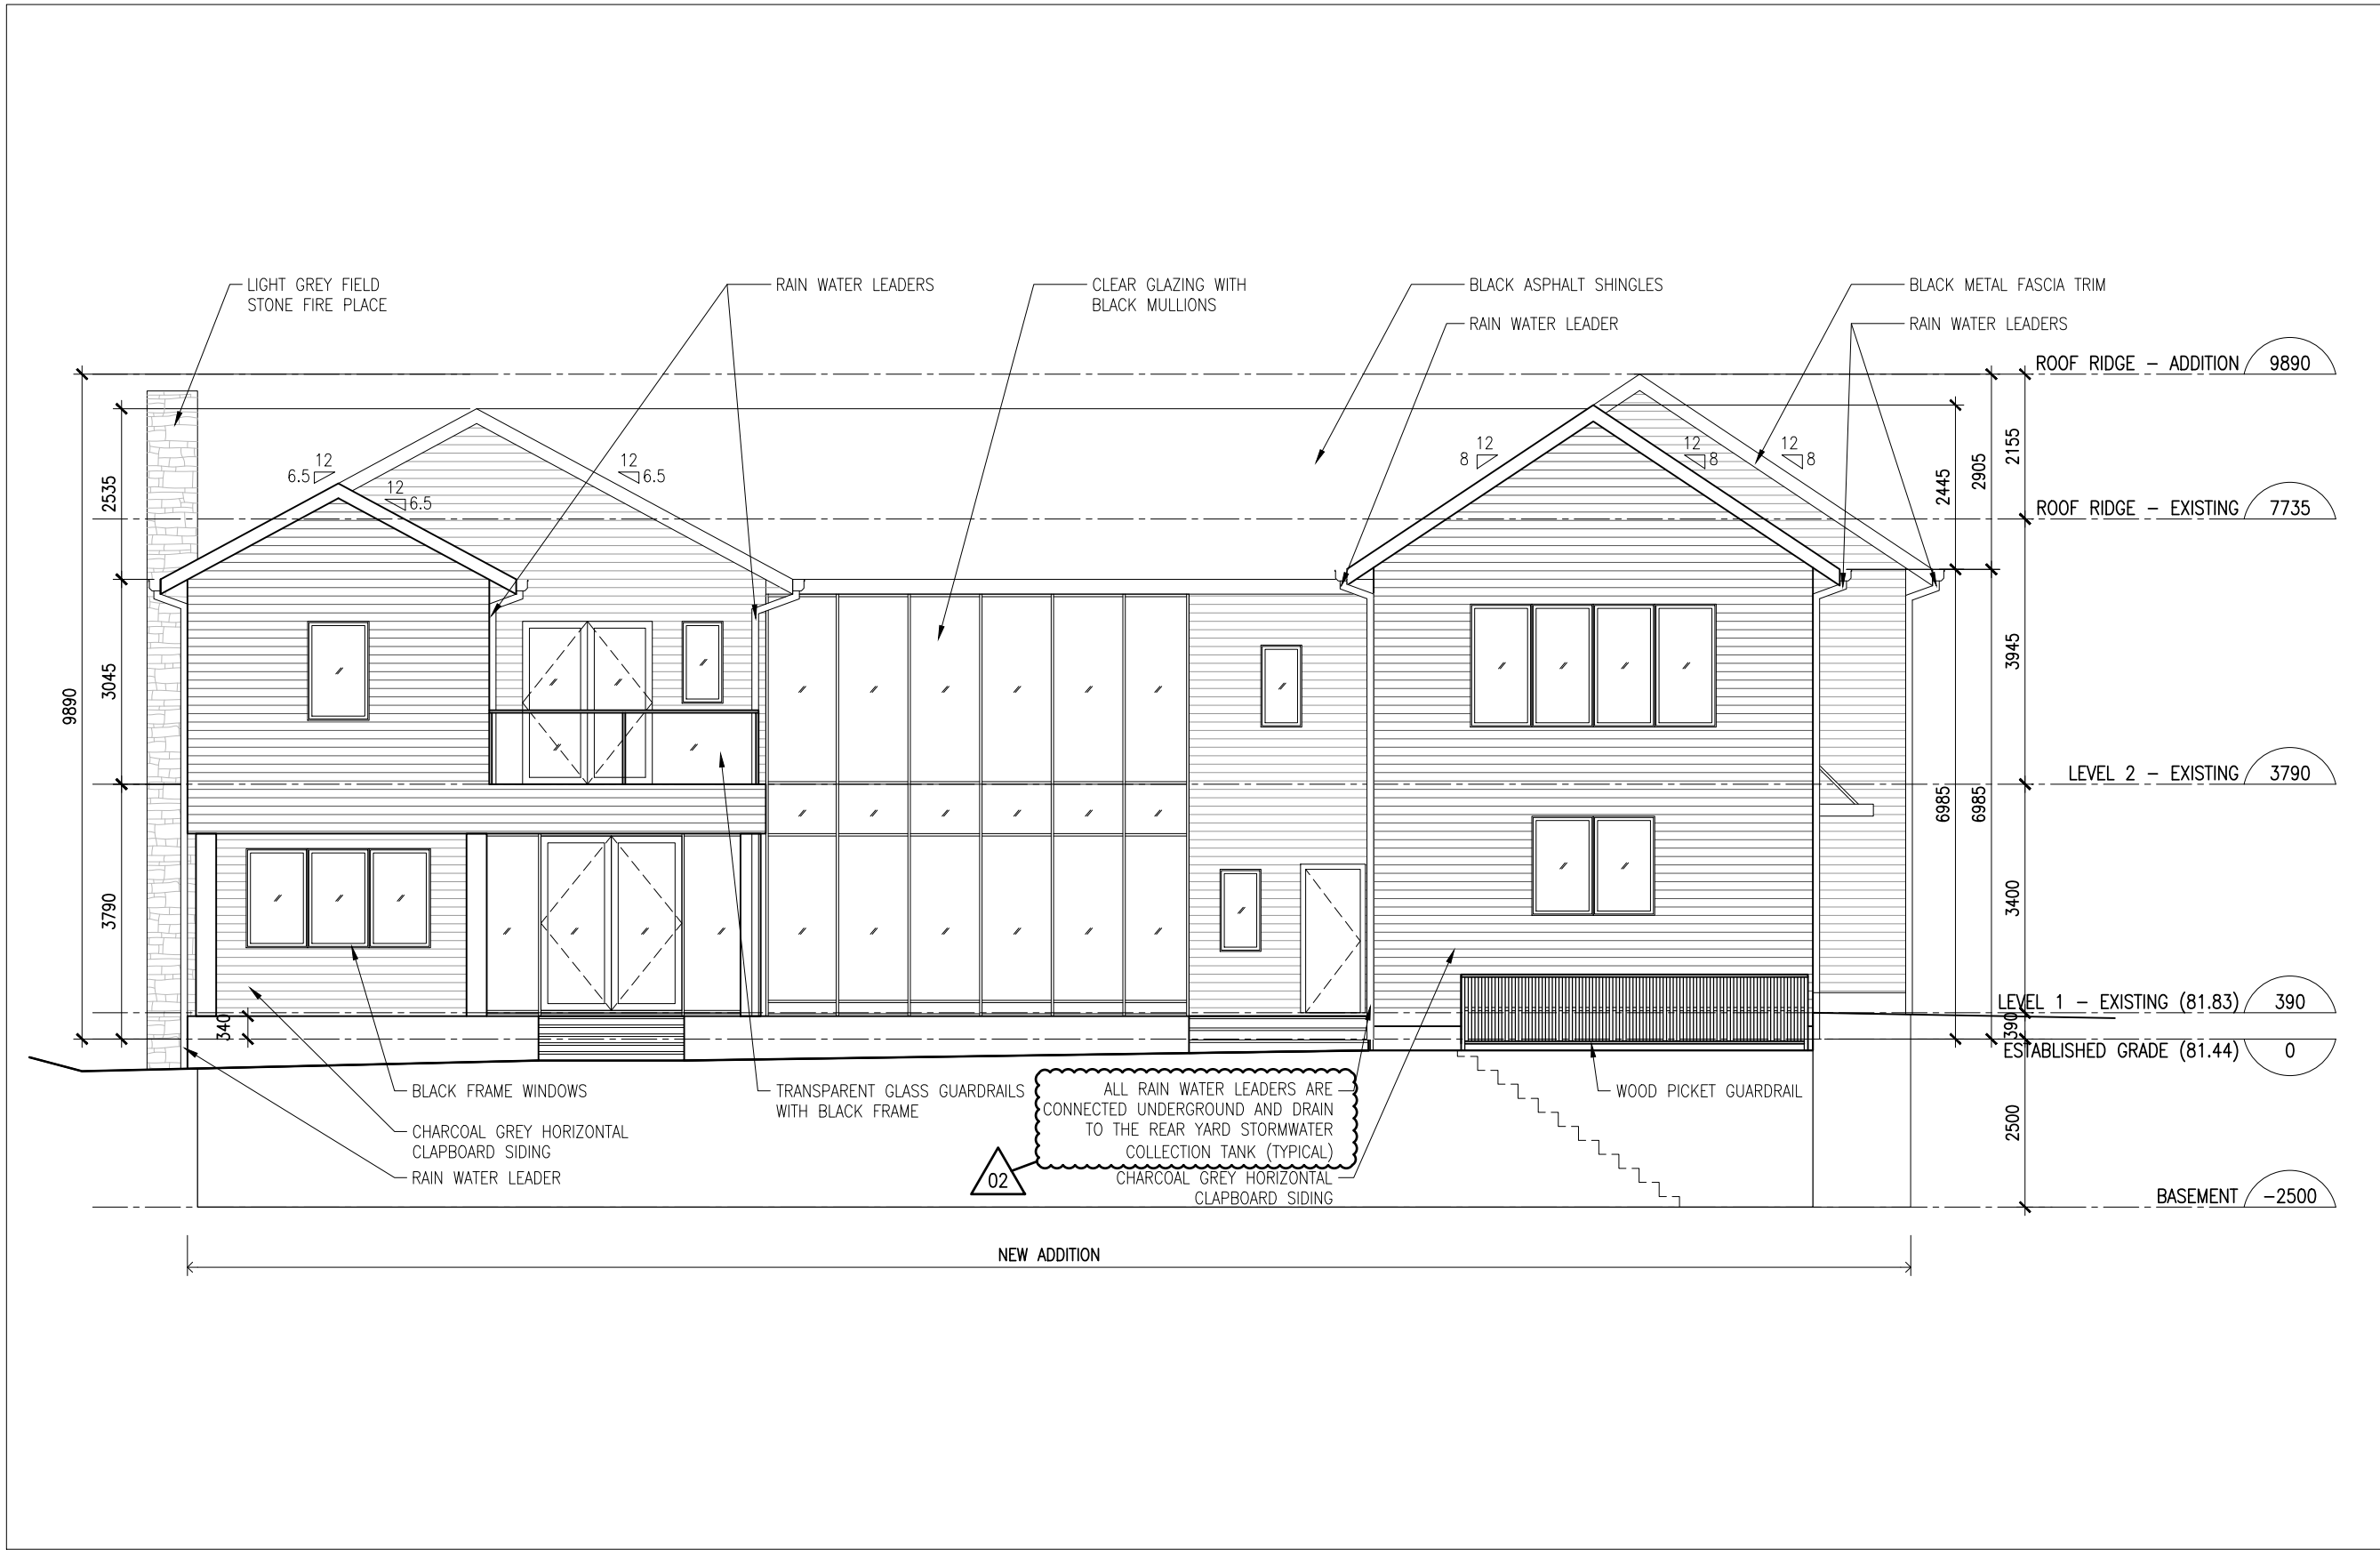 LIGHT GREY FIELD
STONE FIRE PLACE
RAIN WATER LEADERS
CLEAR GLAZING WITH
BLACK MULLIONS
BLACK ASPHALT SHINGLES
RAIN WATER LEADER
BLACK METAL FASCIA TRIM
RAIN WATER LEADERS
ROOF RIDGE – ADDITION 9890
ROOF RIDGE – EXISTING 7735
LEVEL 2 – EXISTING 3790
LEVEL 1 – EXISTING (81.83) 390
ESTABLISHED GRADE (81.44) 0
BASEMENT -2500
12
6.5
12
6.5
12
6.5
12
8
12
8
12
8
9890
2535
3045
3790
340
2445
2905
6985
6985
2155
3945
3400
390
2500
BLACK FRAME WINDOWS
CHARCOAL GREY HORIZONTAL
CLAPBOARD SIDING
RAIN WATER LEADER
TRANSPARENT GLASS GUARDRAILS
WITH BLACK FRAME
ALL RAIN WATER LEADERS ARE
CONNECTED UNDERGROUND AND DRAIN
TO THE REAR YARD STORMWATER
COLLECTION TANK (TYPICAL)
02
CHARCOAL GREY HORIZONTAL
CLAPBOARD SIDING
WOOD PICKET GUARDRAIL
NEW ADDITION